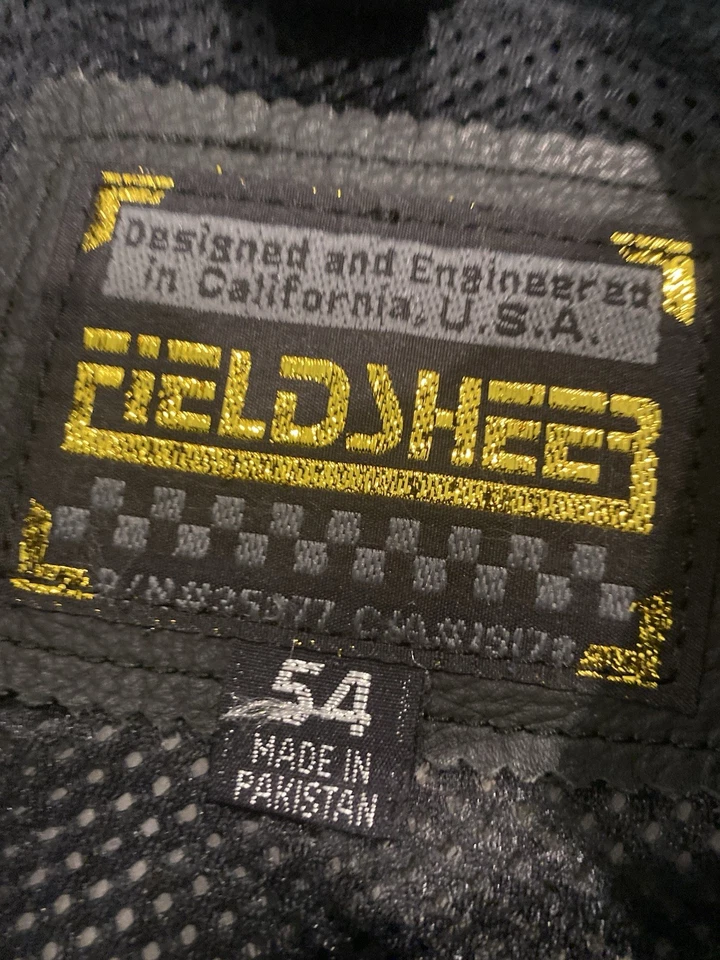 Designed and Engineered
in California, U.S.A.
FIELDSHEER
54
MADE IN
PAKISTAN